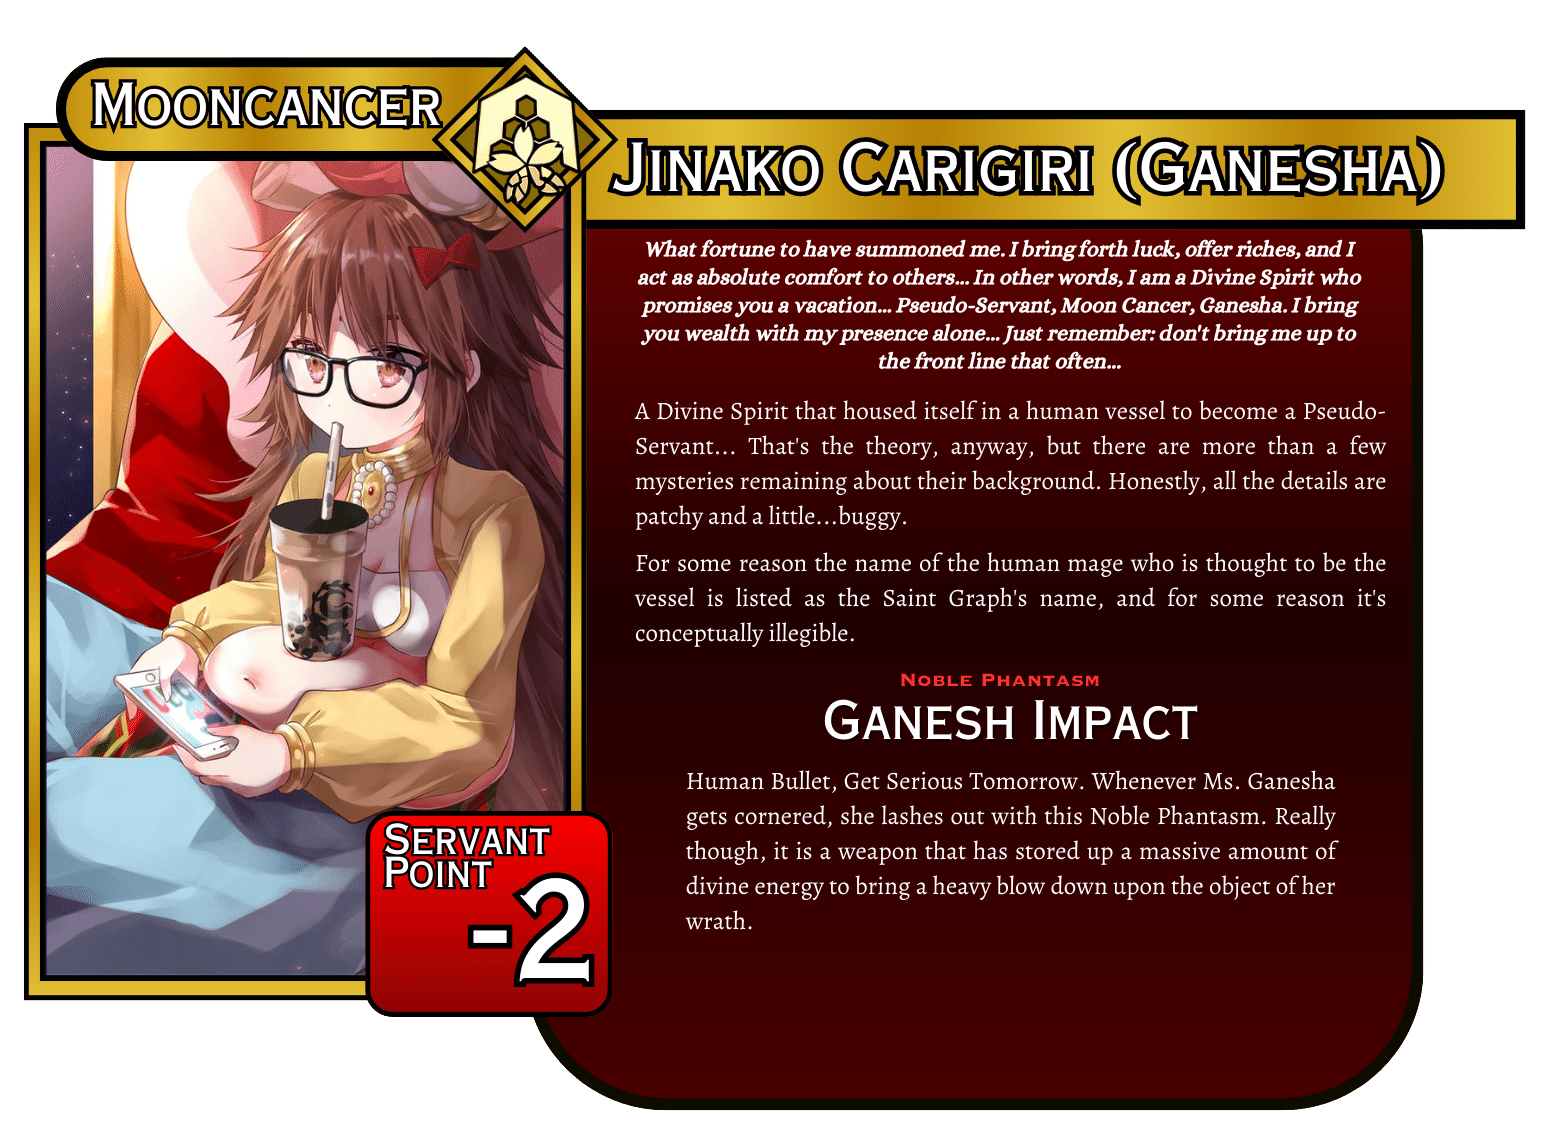 Mooncancer
Jinako Carigiri (Ganesha)
What fortune to have summoned me. I bring forth luck, offer riches, and I
act as absolute comfort to others... In other words, I am a Divine Spirit who
promises you a vacation... Pseudo-Servant, Moon Cancer, Ganesha. I bring
you wealth with my presence alone... Just remember: don't bring me up to
the front line that often...
A Divine Spirit that housed itself in a human vessel to become a Pseudo-
Servant... That's the theory, anyway, but there are more than a few
mysteries remaining about their background. Honestly, all the details are
patchy and a little...buggy.
For some reason the name of the human mage who is thought to be the
vessel is listed as the Saint Graph's name, and for some reason it's
conceptually illegible.
Noble Phantasm
Ganesh Impact
Human Bullet, Get Serious Tomorrow. Whenever Ms. Ganesha
gets cornered, she lashes out with this Noble Phantasm. Really
though, it is a weapon that has stored up a massive amount of
divine energy to bring a heavy blow down upon the object of her
wrath.
Servant
Point
-2